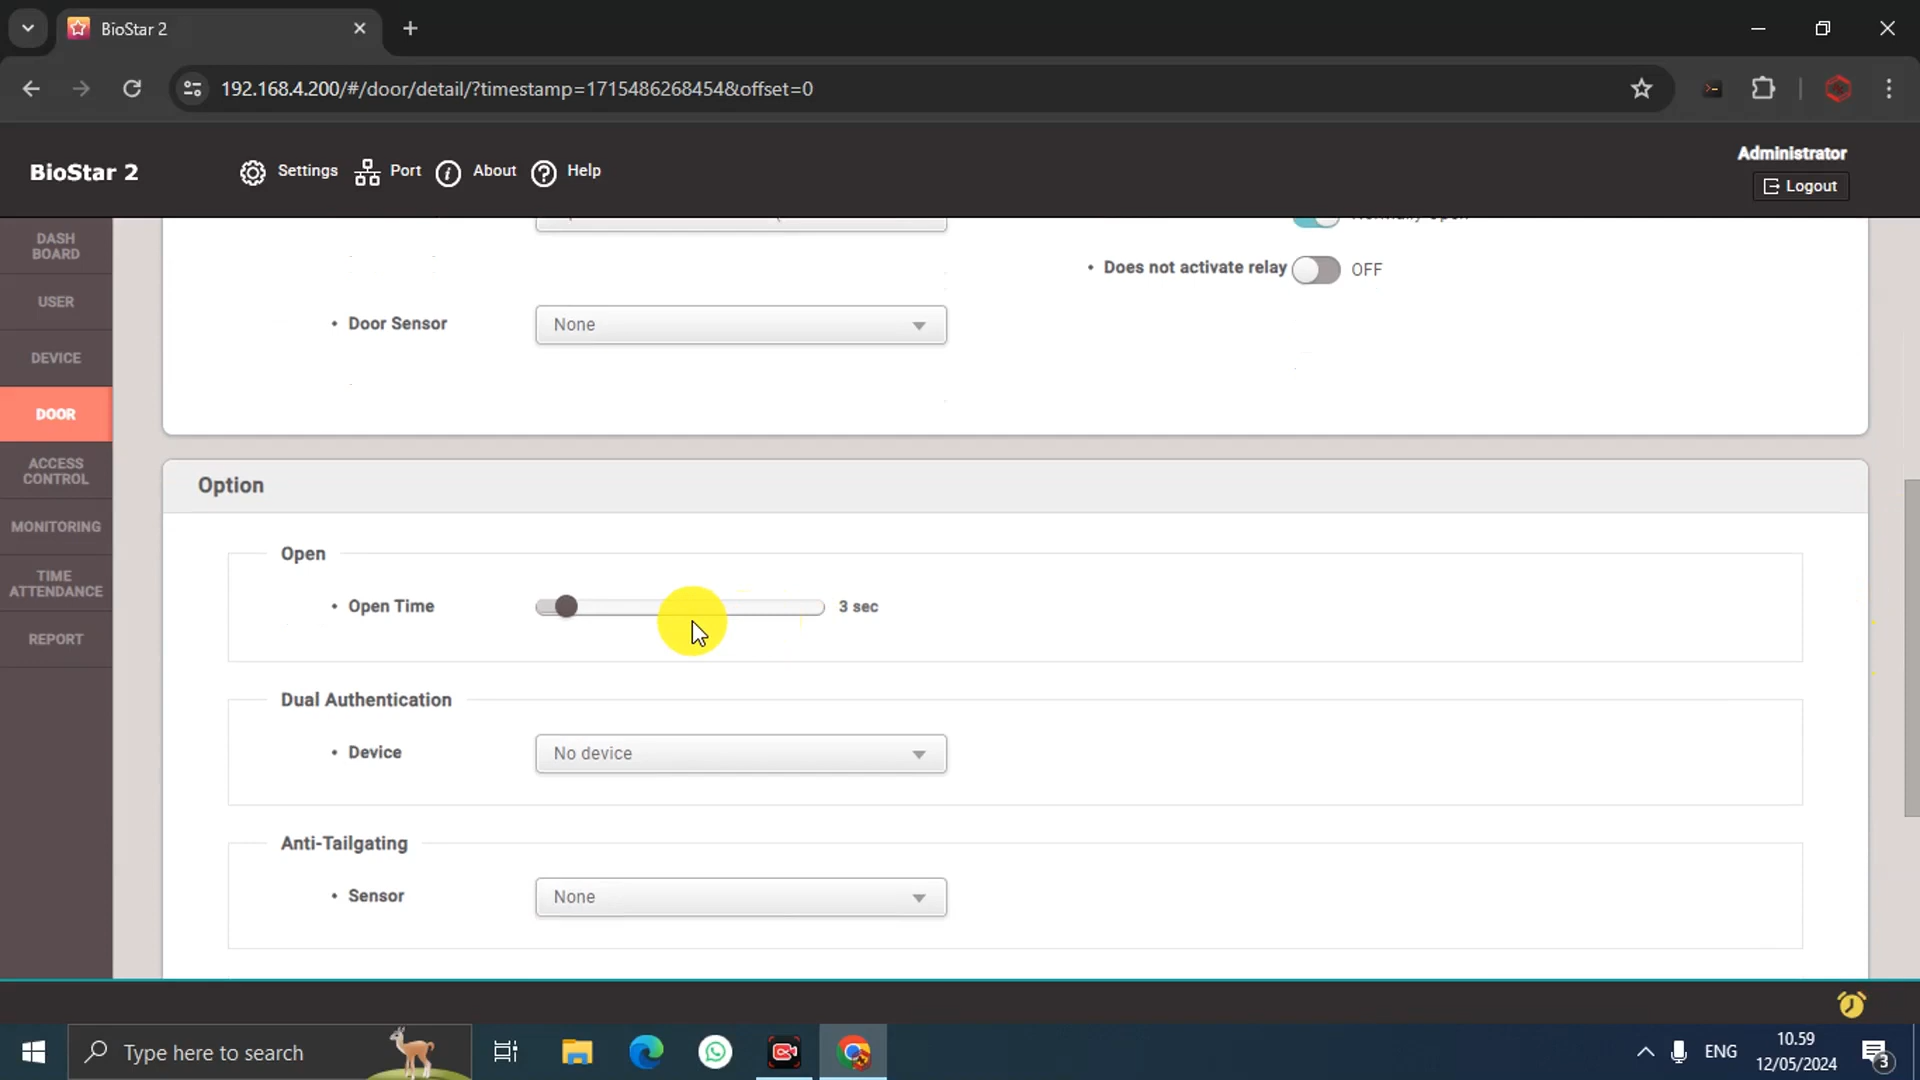 BioStar 2
192.168.4.200/#/door/detail/?timestamp=1715486268454&offset=0
BioStar 2
Settings
Port
About
Help
Administrator
Logout
DASH
BOARD
USER
DEVICE
DOOR
ACCESS
CONTROL
MONITORING
TIME
ATTENDANCE
REPORT
Normally Open
• Does not activate relay OFF
• Door Sensor None
Option
Open
• Open Time 3 sec
Dual Authentication
• Device No device
Anti-Tailgating
• Sensor None
Type here to search
ENG
10.59
12/05/2024
3